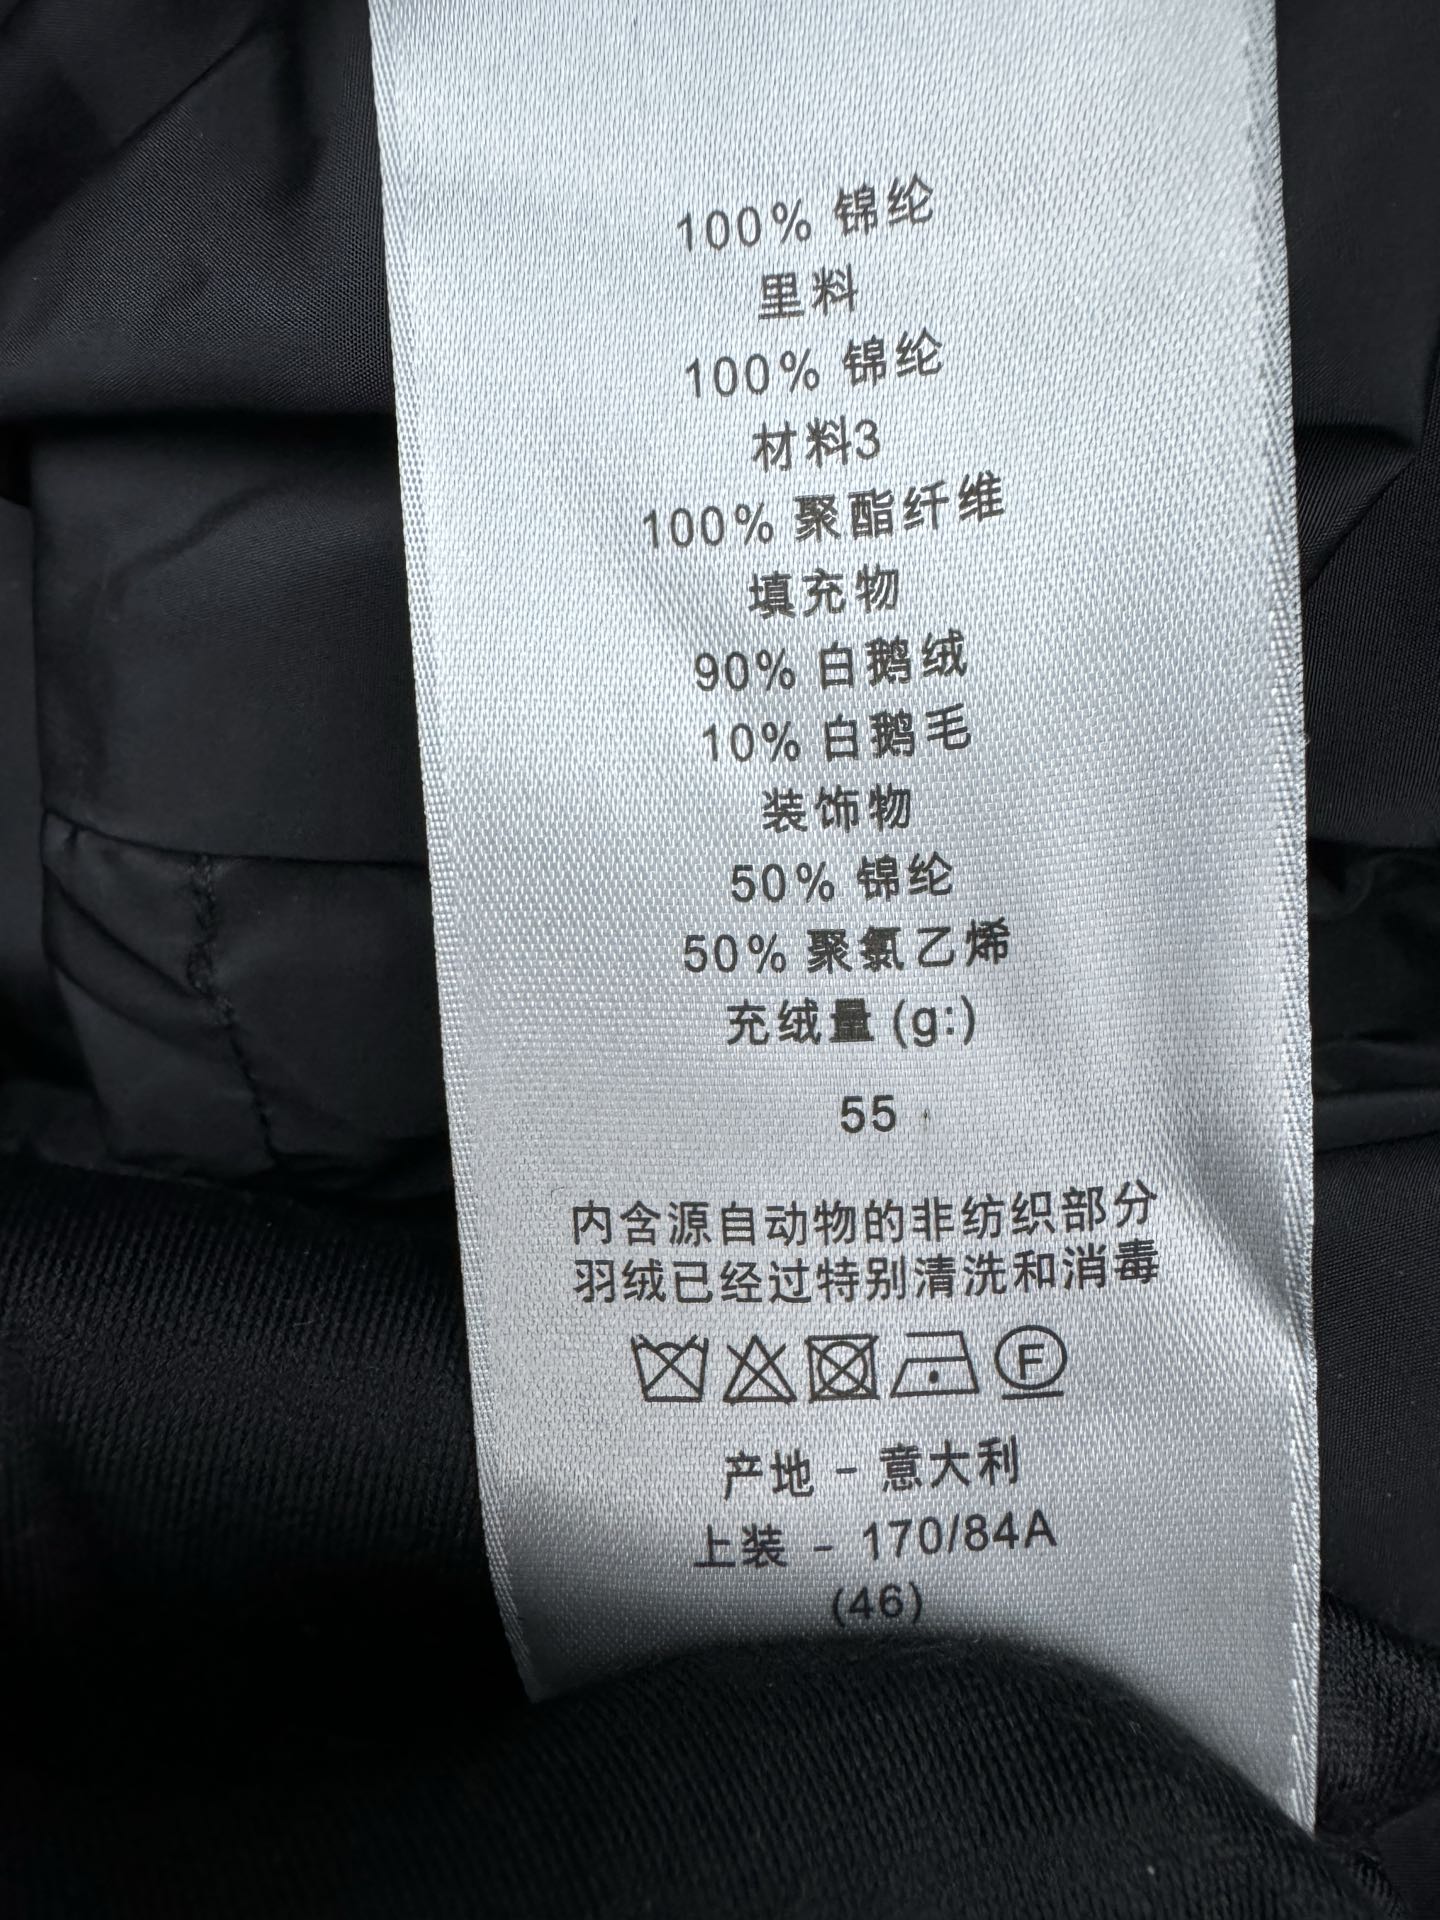 100% 锦纶
里料
100% 锦纶
材料3
100% 聚酯纤维
填充物
90% 白鹅绒
10% 白鹅毛
装饰物
50% 锦纶
50% 聚氯乙烯
充绒量 (g:)
55
内含源自动物的非纺织部分
羽绒已经过特别清洗和消毒
F
产地 - 意大利
上装 - 170/84A
(46)